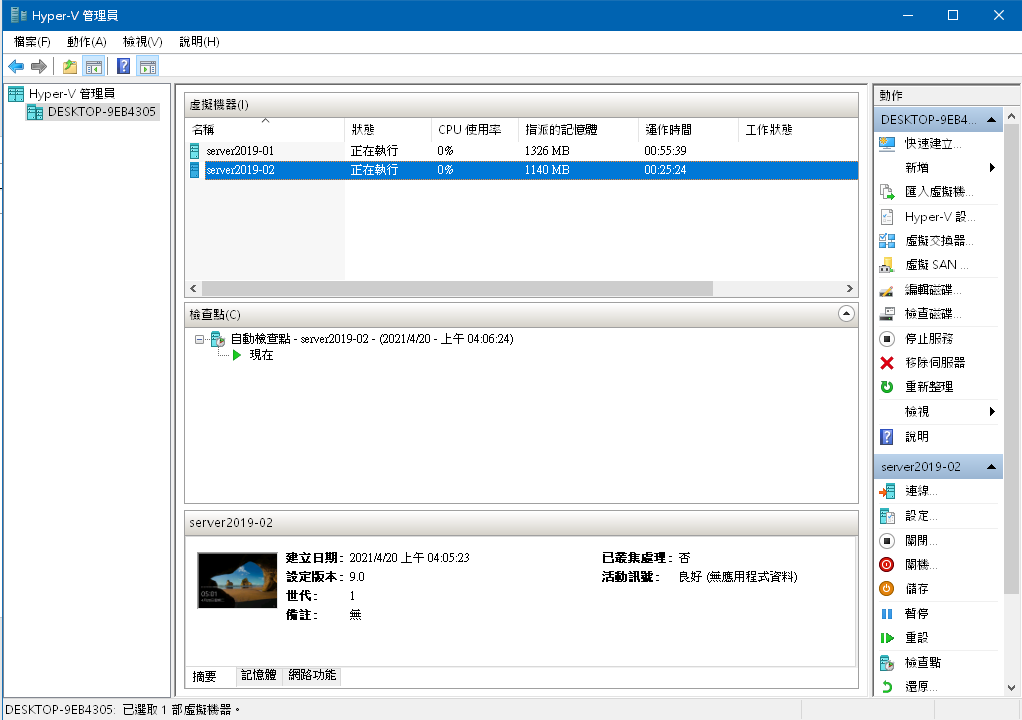 Hyper-V 管理員
檔案(F) 動作(A) 檢視(V) 說明(H)
Hyper-V 管理員
DESKTOP-9EB4305
虛擬機器(I)
名稱 狀態 CPU 使用率 指派的記憶體 運作時間 工作狀態
server2019-01 正在執行 0% 1326 MB 00:55:39
server2019-02 正在執行 0% 1140 MB 00:25:24
檢查點(C)
自動檢查點 - server2019-02 - (2021/4/20 - 上午 04:06:24)
現在
server2019-02
05:01
建立日期: 2021/4/20 上午 04:05:23
設定版本: 9.0
世代: 1
備註: 無
已叢集處理: 否
活動訊號: 良好 (無應用程式資料)
摘要 記憶體 網路功能
動作
DESKTOP-9EB4...
快速建立...
新增
匯入虛擬機...
Hyper-V 設...
虛擬交換器...
虛擬 SAN ...
編輯磁碟...
檢查磁碟...
停止服務
移除伺服器
重新整理
檢視
說明
server2019-02
連線...
設定...
關閉...
關機...
儲存
暫停
重設
檢查點
還原...
DESKTOP-9EB4305: 已選取 1 部虛擬機器。